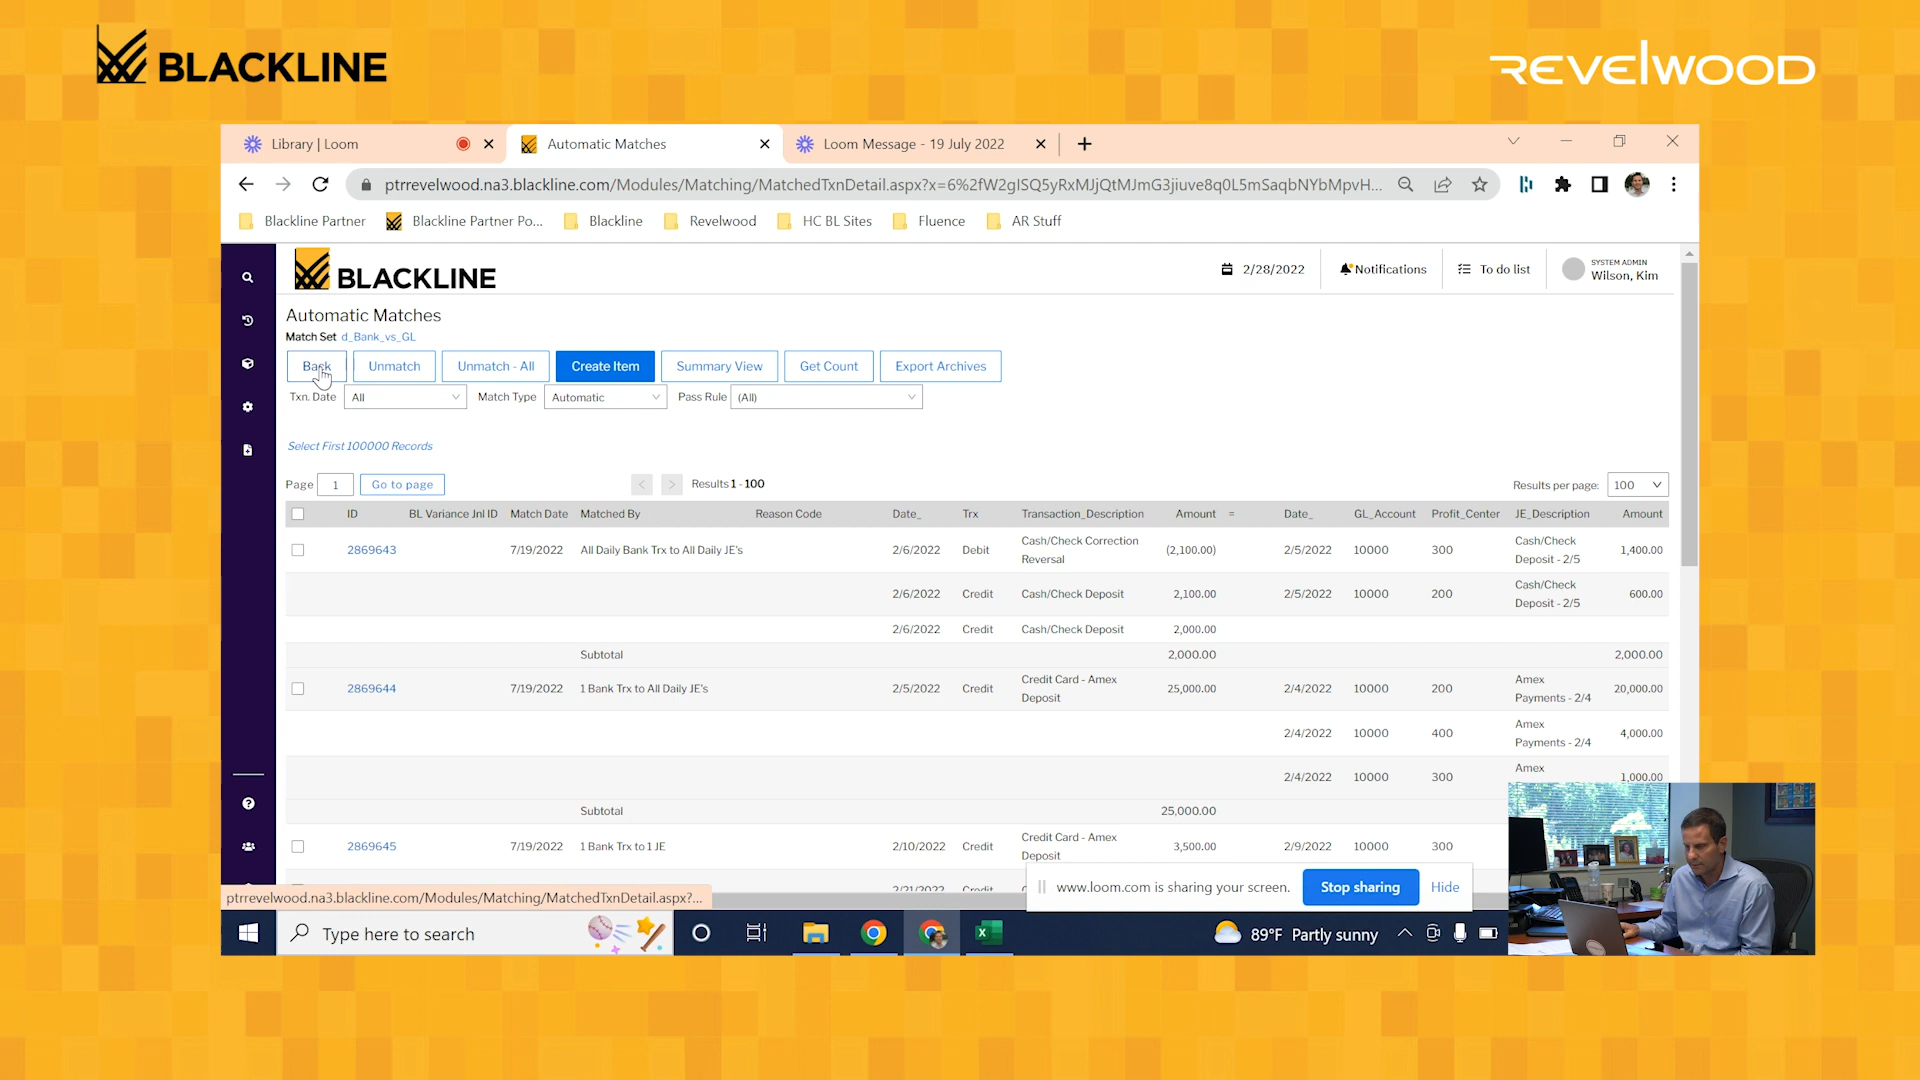 BLACKLINE
REVELWOOD
Library | Loom
Automatic Matches
Loom Message - 19 July 2022
ptrrevelwood.na3.blackline.com/Modules/Matching/MatchedTxnDetail.aspx?x=6%2fW2gISQ5yRxMJjQtMJmG3jiuve8q0L5mSaqbNYbMpvH...
Blackline Partner
Blackline Partner Po...
Blackline
Revelwood
HC BL Sites
Fluence
AR Stuff
BLACKLINE
2/28/2022
Notifications
To do list
SYSTEM ADMIN
Wilson, Kim
Automatic Matches
Match Set d_Bank_vs_GL
Back
Unmatch
Unmatch - All
Create Item
Summary View
Get Count
Export Archives
Txn. Date All
Match Type Automatic
Pass Rule (All)
Select First 100000 Records
Page 1 Go to page
< > Results 1 - 100
Results per page: 100
ID BL Variance Jnl ID Match Date Matched By Reason Code Date_ Trx Transaction_Description Amount = Date_ GL_Account Profit_Center JE_Description Amount
2869643 7/19/2022 All Daily Bank Trx to All Daily JE's 2/6/2022 Debit Cash/Check Correction Reversal (2,100.00) 2/5/2022 10000 300 Cash/Check Deposit - 2/5 1,400.00
2/6/2022 Credit Cash/Check Deposit 2,100.00 2/5/2022 10000 200 Cash/Check Deposit - 2/5 600.00
2/6/2022 Credit Cash/Check Deposit 2,000.00
Subtotal 2,000.00 2,000.00
2869644 7/19/2022 1 Bank Trx to All Daily JE's 2/5/2022 Credit Credit Card - Amex Deposit 25,000.00 2/4/2022 10000 200 Amex Payments - 2/4 20,000.00
2/4/2022 10000 400 Amex Payments - 2/4 4,000.00
2/4/2022 10000 300 Amex 1,000.00
Subtotal 25,000.00
2869645 7/19/2022 1 Bank Trx to 1 JE 2/10/2022 Credit Credit Card - Amex Deposit 3,500.00 2/9/2022 10000 300
2/21/2022 Credit
ptrrevelwood.na3.blackline.com/Modules/Matching/MatchedTxnDetail.aspx?...
www.loom.com is sharing your screen.
Stop sharing
Hide
Type here to search
89°F Partly sunny